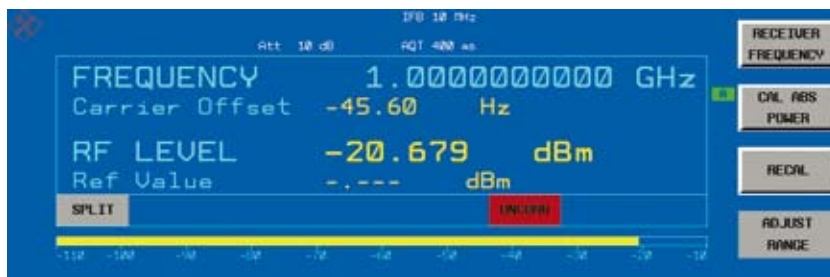 IFB 10 MHz
Att 10 dB AQT 400 ms
FREQUENCY 1.0000000000 GHz
Carrier Offset -45.60 Hz
RF LEVEL -20.679 dBm
Ref Value -.--- dBm
SPLIT UNCORR
-110 -100 -90 -80 -70 -60 -50 -40 -30 -20 -10
A
RECEIVER
FREQUENCY
CAL ABS
POWER
RECAL
ADJUST
RANGE